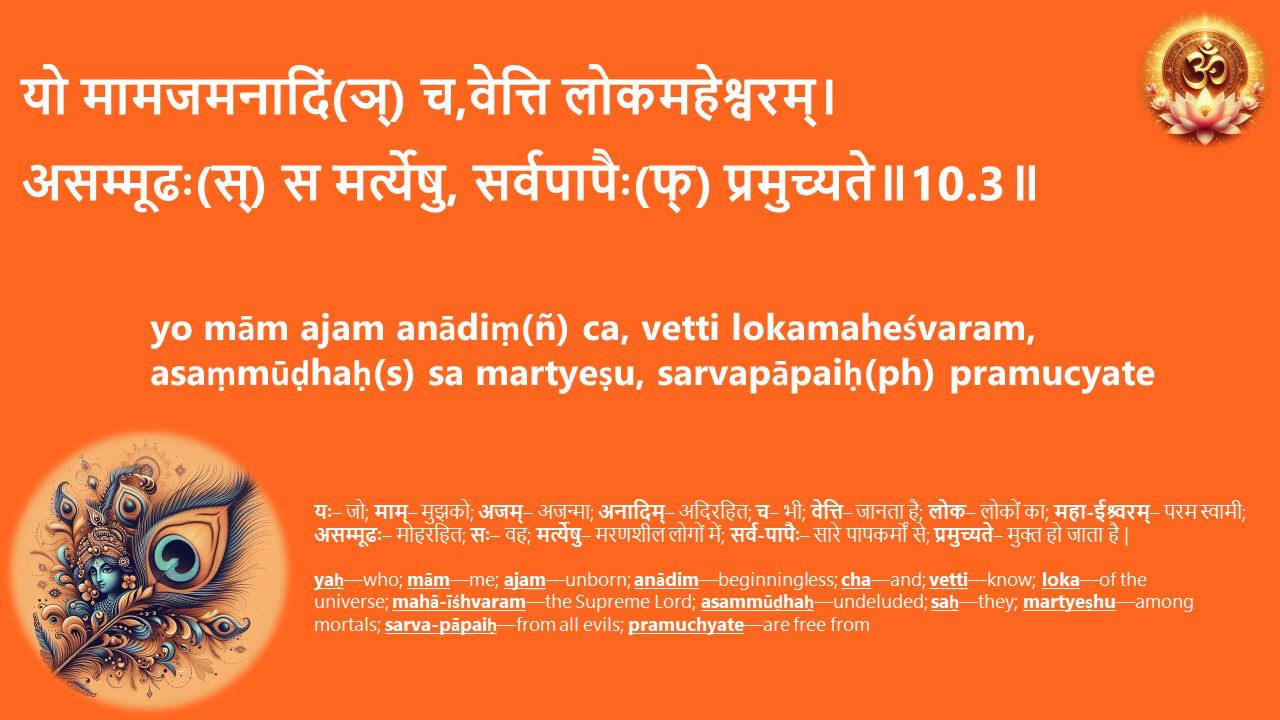 यो मामजमनादिं(ञ्) च,वेत्ति लोकमहेश्वरम्।
असम्मूढः(स्) स मर्त्येषु, सर्वपापैः(फ्) प्रमुच्यते॥10.3॥
ॐ
yo mām ajam anādiṃ(ñ) ca, vetti lokamaheśvaram,
asaṃmūḍhaḥ(s) sa martyeṣu, sarvapāpaiḥ(ph) pramucyate
यः– जो; माम्– मुझको; अजम्– अजन्मा; अनादिम्– अदिरहित; च– भी; वेत्ति– जानता है; लोक– लोकों का; महा-ईश्र्वरम्– परम स्वामी;
असम्मूढः– मोहरहित; सः– वह; मर्त्येषु– मरणशील लोगों में; सर्व-पापैः– सारे पापकर्मों से; प्रमुच्यते– मुक्त हो जाता है |
yaḥ—who; mām—me; ajam—unborn; anādim—beginningless; cha—and; vetti—know; loka—of the
universe; mahā-īśhvaram—the Supreme Lord; asammūḍhaḥ—undeluded; saḥ—they; martyeṣhu—among
mortals; sarva-pāpaiḥ—from all evils; pramuchyate—are free from